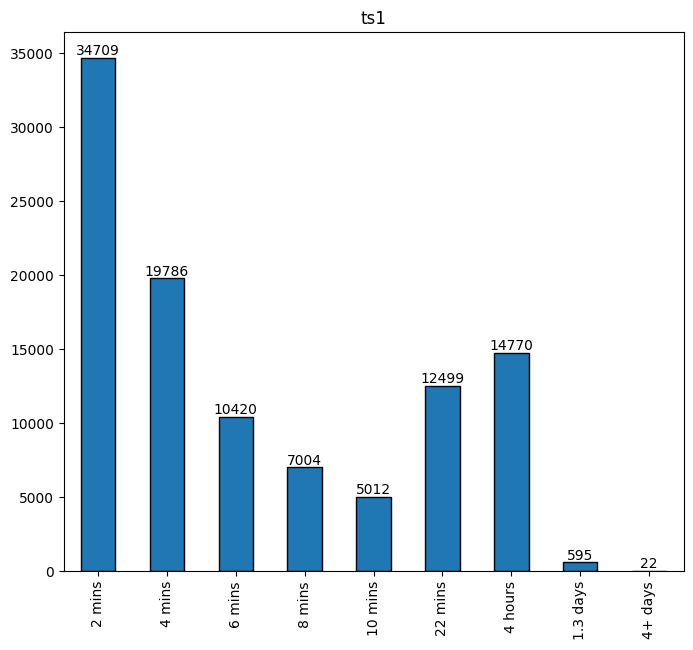 ts1
35000
30000
25000
20000
15000
10000
5000
0
34709
19786
10420
7004
5012
12499
14770
595
22
2 mins
4 mins
6 mins
8 mins
10 mins
22 mins
4 hours
1.3 days
4+ days